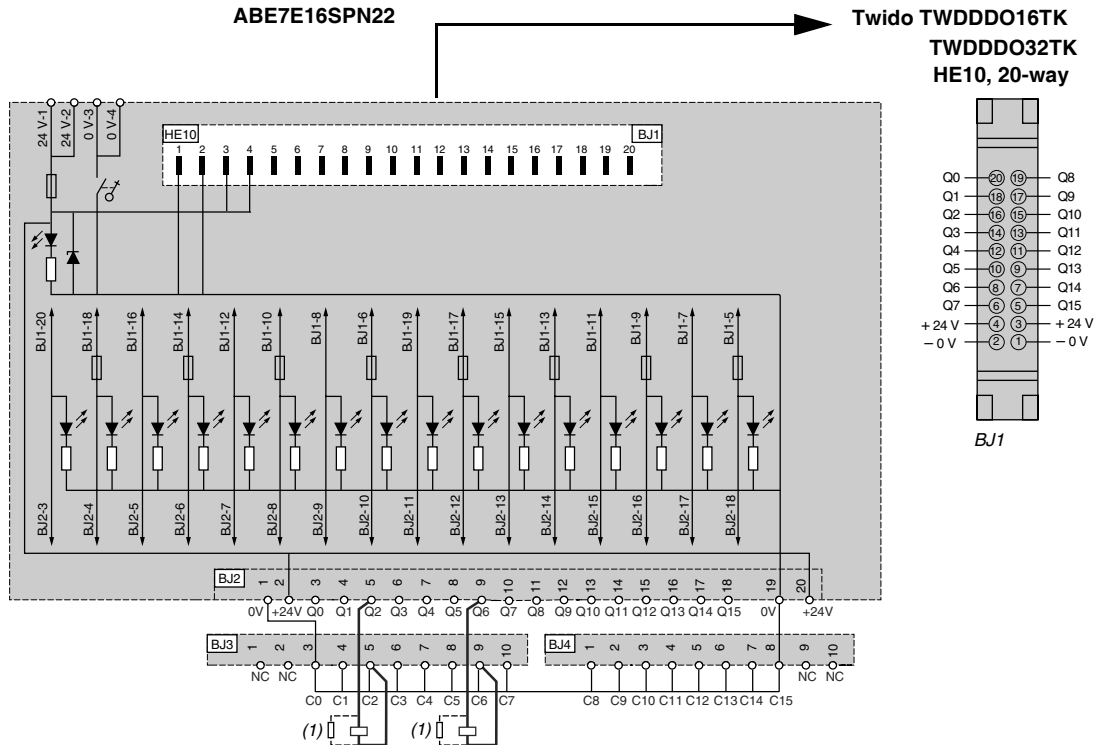 ABE7E16SPN22
Twido TWDDDO16TK
TWDDDO32TK
HE10, 20-way
24 V-1
24 V-2
0 V-3
0 V-4
HE10
BJ1
1 2 3 4 5 6 7 8 9 10 11 12 13 14 15 16 17 18 19 20
Q0 20 19 Q8
Q1 18 17 Q9
Q2 16 15 Q10
Q3 14 13 Q11
Q4 12 11 Q12
Q5 10 9 Q13
Q6 8 7 Q14
Q7 6 5 Q15
+ 24 V 4 3 + 24 V
– 0 V 2 1 – 0 V
BJ1
BJ1-20 BJ1-18 BJ1-16 BJ1-14 BJ1-12 BJ1-10 BJ1-8 BJ1-6 BJ1-19 BJ1-17 BJ1-15 BJ1-13 BJ1-11 BJ1-9 BJ1-7 BJ1-5
BJ2-3 BJ2-4 BJ2-5 BJ2-6 BJ2-7 BJ2-8 BJ2-9 BJ2-10 BJ2-11 BJ2-12 BJ2-13 BJ2-14 BJ2-15 BJ2-16 BJ2-17 BJ2-18
BJ2
1 2 3 4 5 6 7 8 9 10 11 12 13 14 15 16 17 18 19 20
0V +24V Q0 Q1 Q2 Q3 Q4 Q5 Q6 Q7 Q8 Q9 Q10 Q11 Q12 Q13 Q14 Q15 0V +24V
BJ3
1 2 3 4 5 6 7 8 9 10
BJ4
1 2 3 4 5 6 7 8 9 10
NC NC
NC NC
C0 C1 C2 C3 C4 C5 C6 C7
C8 C9 C10 C11 C12 C13 C14 C15
(1)
(1)